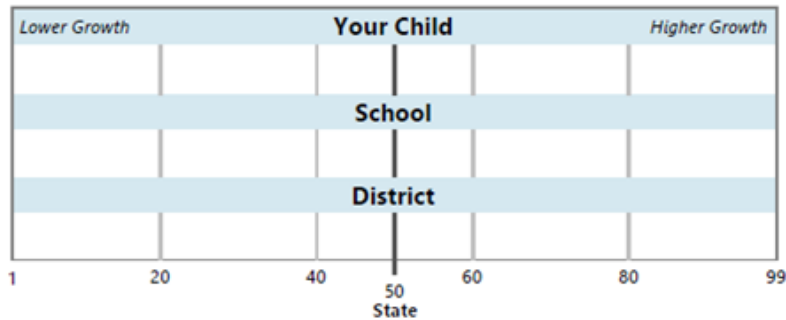 Lower Growth Your Child Higher Growth
School
District
1 20 40 50 60 80 99
State